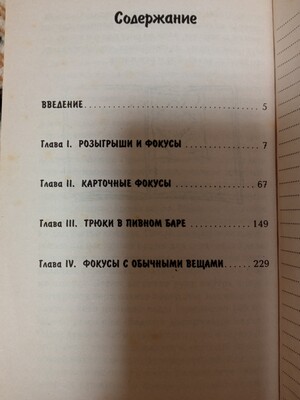 Содержание
ВВЕДЕНИЕ 5
Глава I. РОЗЫГРЫШИ И ФОКУСЫ 7
Глава II. КАРТОЧНЫЕ ФОКУСЫ 67
Глава III. ТРЮКИ В ПИВНОМ БАРЕ 149
Глава IV. ФОКУСЫ С ОБЫЧНЫМИ ВЕЩАМИ 229